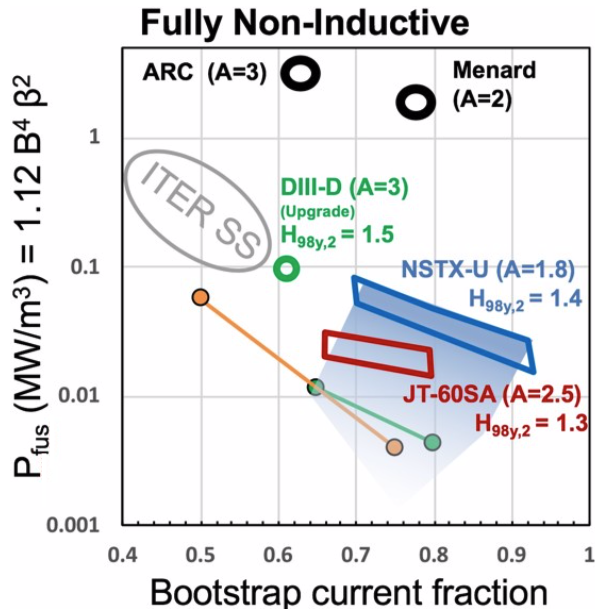 Fully Non-Inductive
ARC (A=3)
Menard
(A=2)
ITER SS
DIII-D (A=3)
(Upgrade)
H98y,2 = 1.5
NSTX-U (A=1.8)
H98y,2 = 1.4
JT-60SA (A=2.5)
H98y,2 = 1.3
Pfus (MW/m³) = 1.12 B⁴ β²
1
0.1
0.01
0.001
0.4 0.5 0.6 0.7 0.8 0.9 1
Bootstrap current fraction